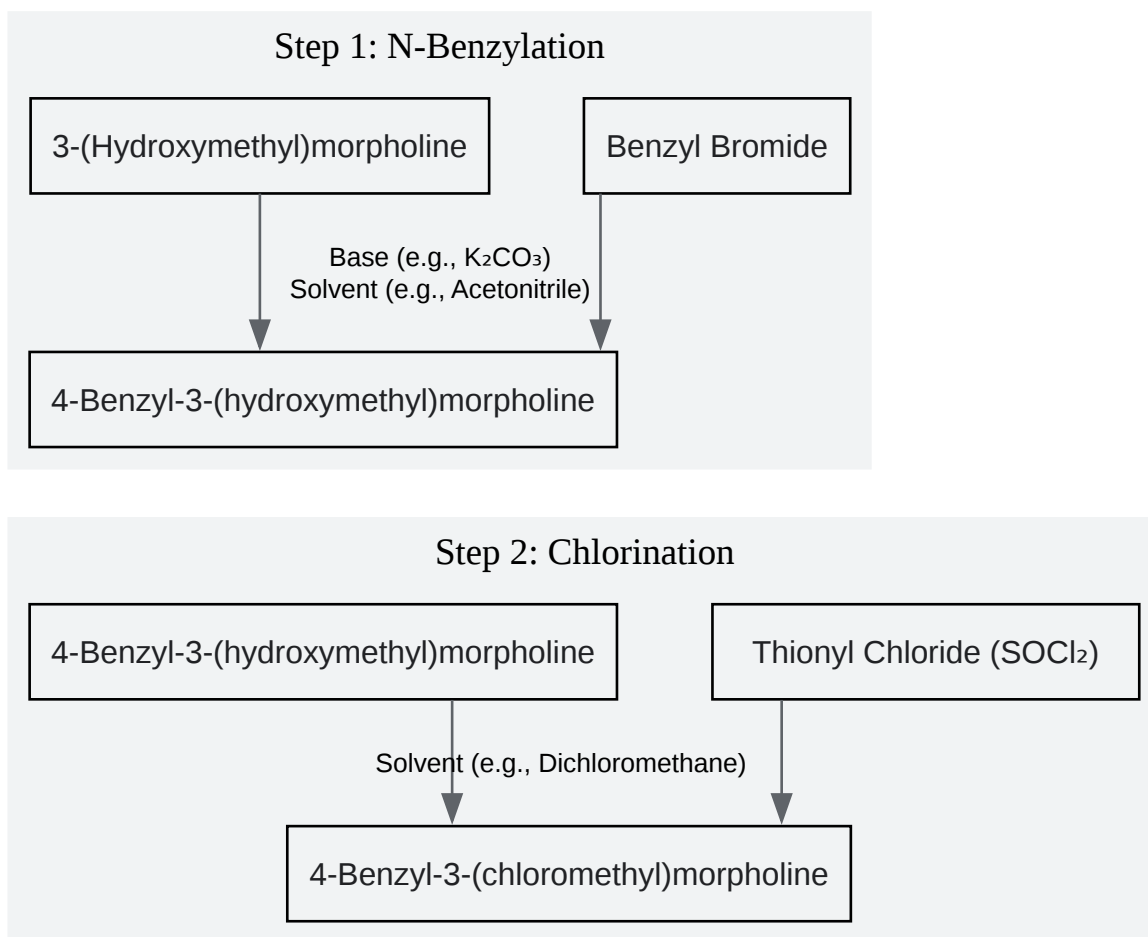 Step 1: N-Benzylation
3-(Hydroxymethyl)morpholine
Benzyl Bromide
Base (e.g., K₂CO₃)
Solvent (e.g., Acetonitrile)
4-Benzyl-3-(hydroxymethyl)morpholine
Step 2: Chlorination
4-Benzyl-3-(hydroxymethyl)morpholine
Thionyl Chloride (SOCl₂)
Solvent (e.g., Dichloromethane)
4-Benzyl-3-(chloromethyl)morpholine